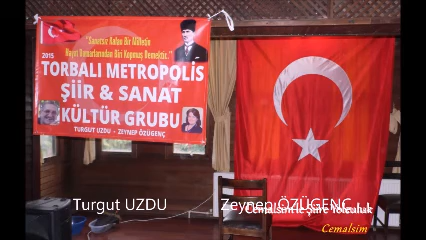 "Sanatsız Kalan Bir Milletin
Hayat Damarlarından Biri Kopmuş Demektir."
2015
TORBALI METROPOLİS
ŞİİR & SANAT
KÜLTÜR GRUBU
TURGUT UZDU - ZEYNEP ÖZÜGENÇ
Turgut UZDU
Zeynep ÖZÜGENÇ...
Cemalsim'le Şiire Yolculuk
Cemalsim